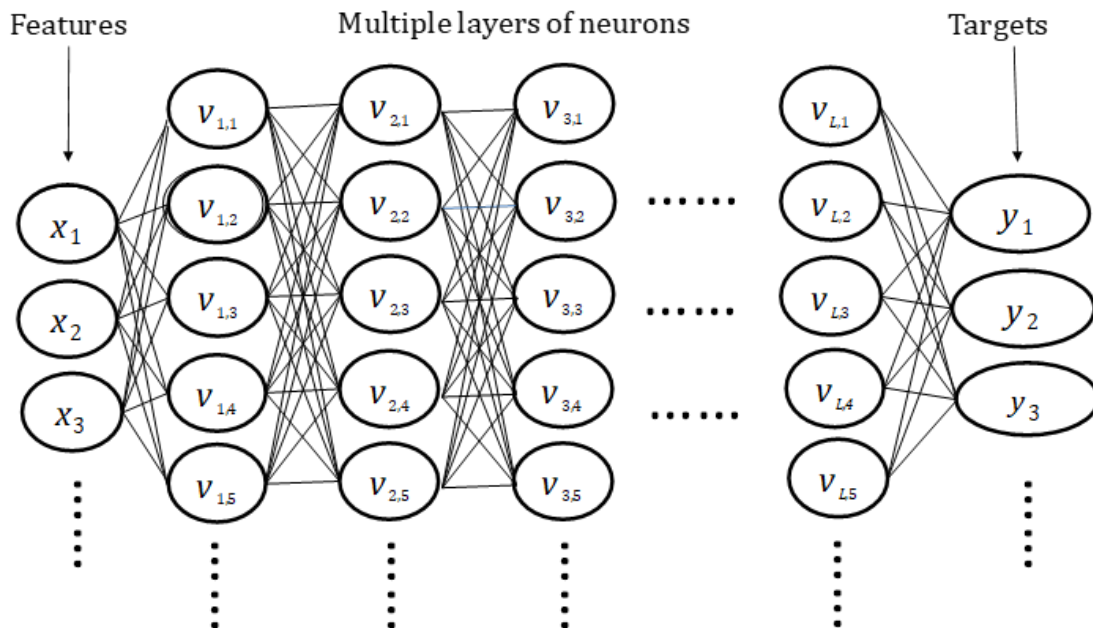 Features Multiple layers of neurons Targets
v1,1 v2,1 v3,1 vL,1
x1 v1,2 v2,2 v3,2 ······ vL,2 y1
x2 v1,3 v2,3 v3,3 ······ vL,3 y2
x3 v1,4 v2,4 v3,4 ······ vL,4 y3
v1,5 v2,5 v3,5 vL,5